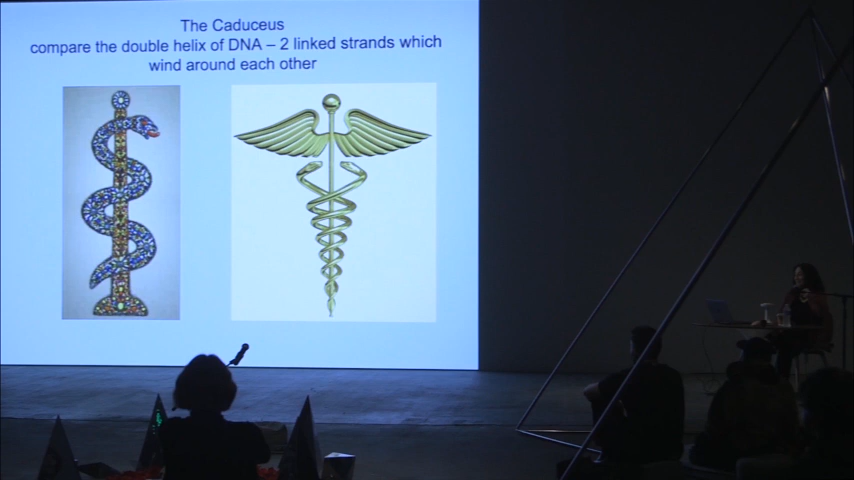 The Caduceus
compare the double helix of DNA – 2 linked strands which
wind around each other